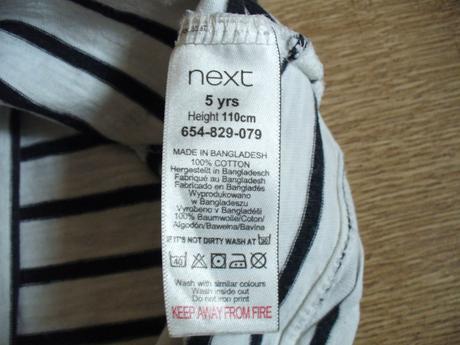 next
5 yrs
Height 110cm
654-829-079
MADE IN BANGLADESH
100% COTTON
Hergestellt in Bangladesch
Fabriqué au Bangladesh
Fabricado en Bangladés
Wyprodukowano
w Bangladeszu
Vyrobeno v Bangladéši
100% Baumwolle/Coton/
Algodón/Bawełna/Bavlna
IF IT'S NOT DIRTY WASH AT 30
40
Wash with similar colours
Wash inside out
Do not iron print
KEEP AWAY FROM FIRE